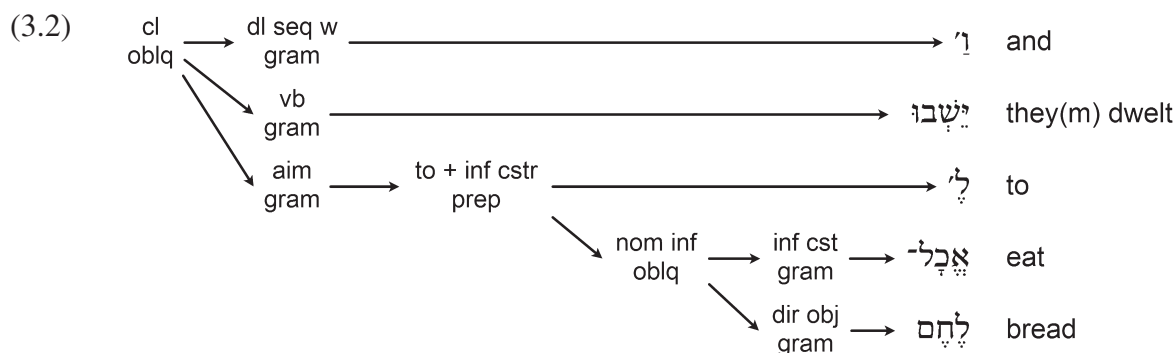 (3.2)
cl dl seq w וַ׳ and
oblq gram
vb יֵּשְׁבוּ they(m) dwelt
gram
aim to + inf cstr לֶ׳ to
gram prep
nom inf inf cst אֱכָל־ eat
oblq gram
dir obj לֶחֶם bread
gram